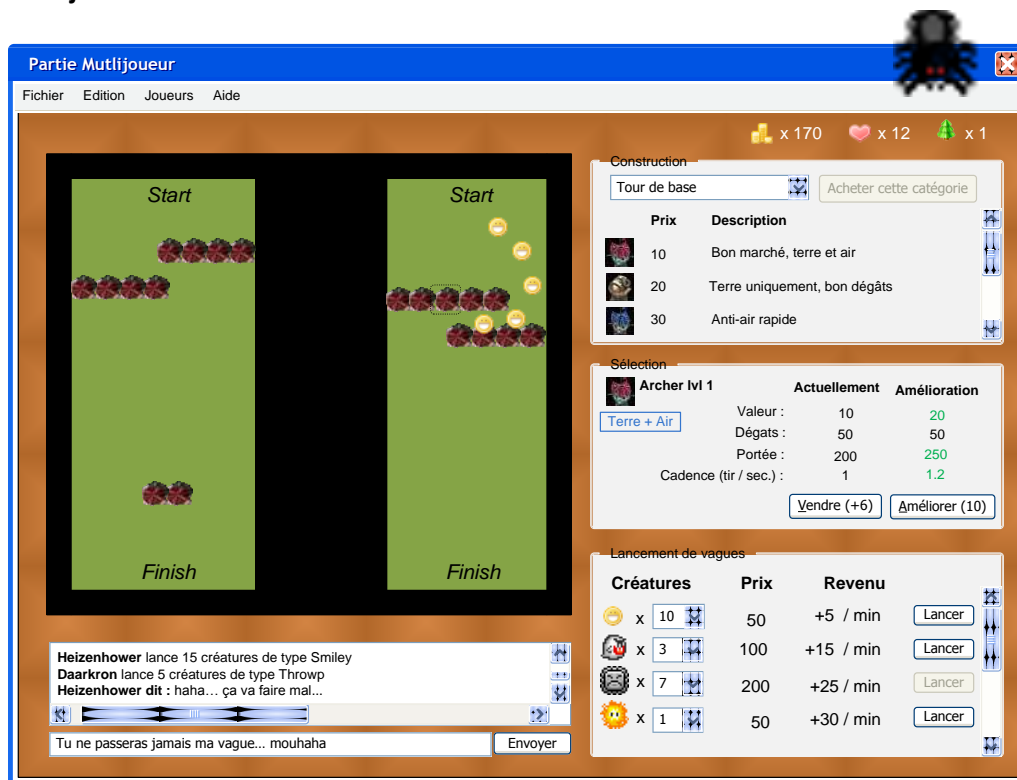 Partie Mutlijoueur
Fichier Edition Joueurs Aide
x 170 x 12 x 1
Start Start
Finish Finish
Construction
Tour de base Acheter cette catégorie
Prix Description
10 Bon marché, terre et air
20 Terre uniquement, bon dégâts
30 Anti-air rapide
Sélection
Archer lvl 1 Actuellement Amélioration
Terre + Air
Valeur : 10 20
Dégats : 50 50
Portée : 200 250
Cadence (tir / sec.) : 1 1.2
Vendre (+6) Améliorer (10)
Lancement de vagues
Créatures Prix Revenu
x 10 50 +5 / min Lancer
x 3 100 +15 / min Lancer
x 7 200 +25 / min Lancer
x 1 50 +30 / min Lancer
Heizenhower lance 15 créatures de type Smiley
Daarkron lance 5 créatures de type Throwp
Heizenhower dit : haha… ça va faire mal...
Tu ne passeras jamais ma vague... mouhaha Envoyer